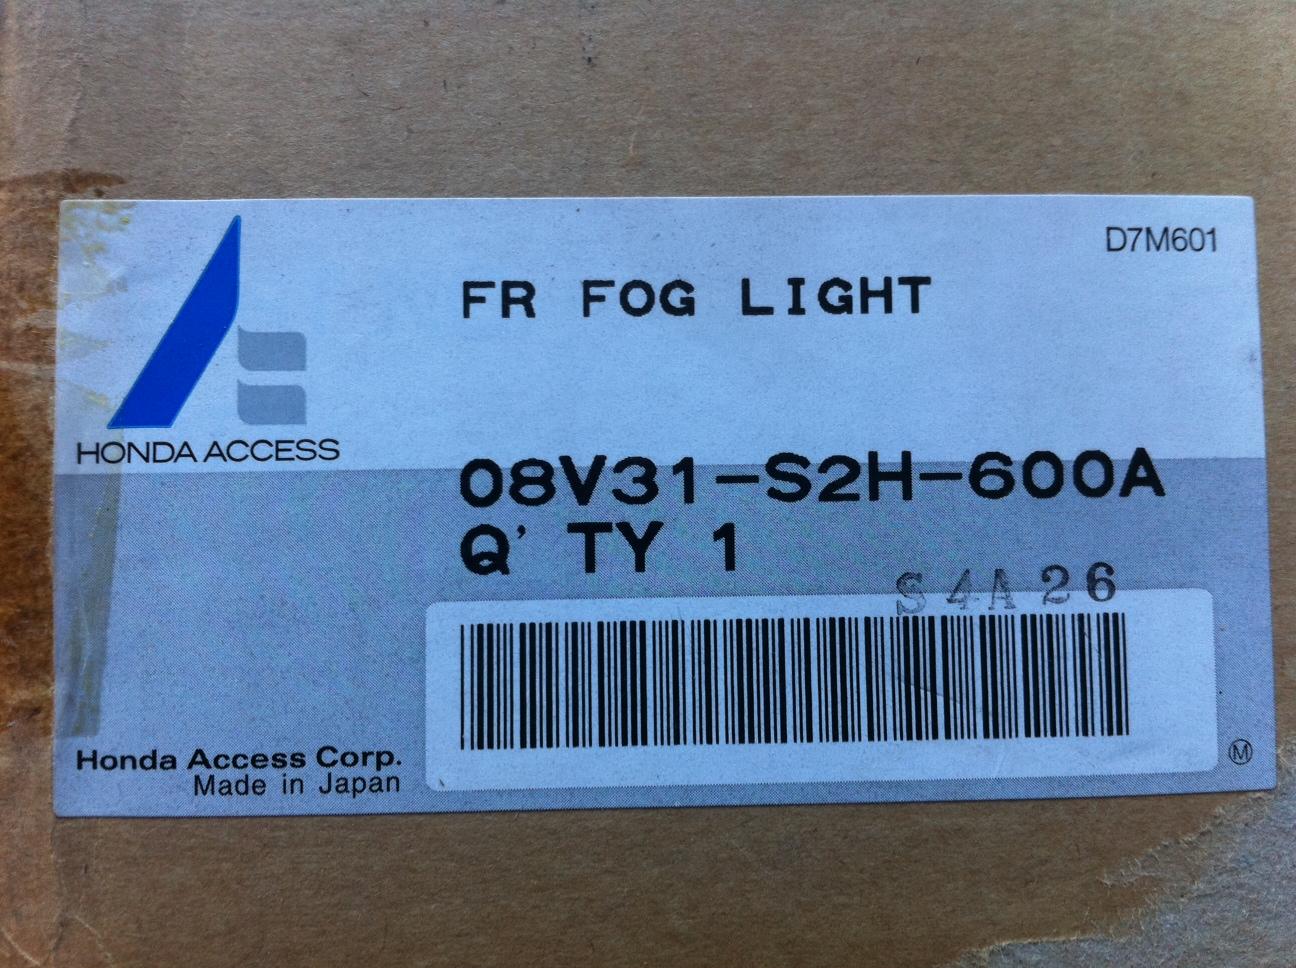 D7M601
FR FOG LIGHT
HONDA ACCESS
08V31-S2H-600A
Q' TY 1
S4A26
Honda Access Corp.
Made in Japan
Ⓜ